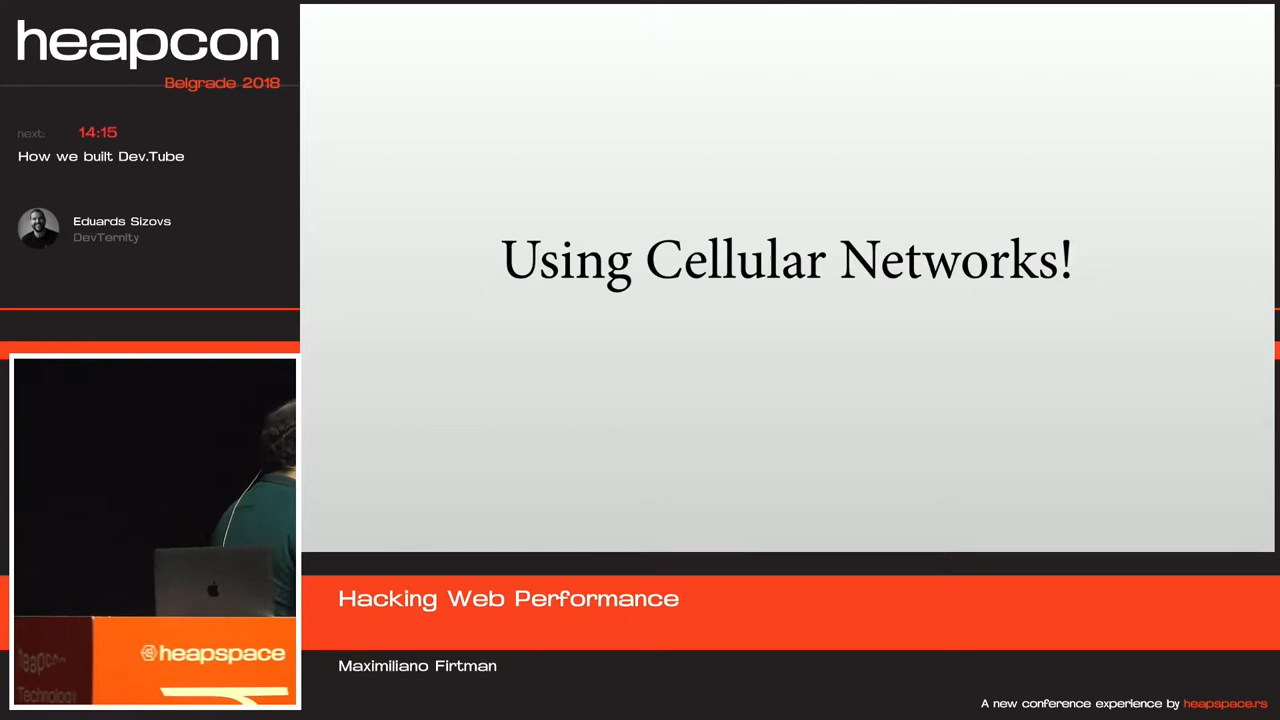 heapcon
Belgrade 2018
next: 14:15
How we built Dev.Tube
Eduards Sizovs
DevTernity
Using Cellular Networks!
heapspace
Technology
Hacking Web Performance
Maximiliano Firtman
A new conference experience by heapspace.rs